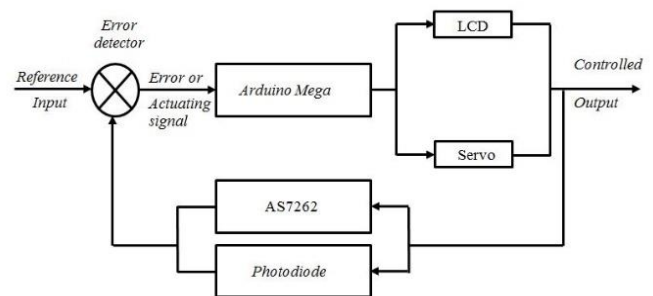 Error
detector
Reference
Input
Error or
Actuating
signal
Arduino Mega
LCD
Servo
Controlled
Output
AS7262
Photodiode